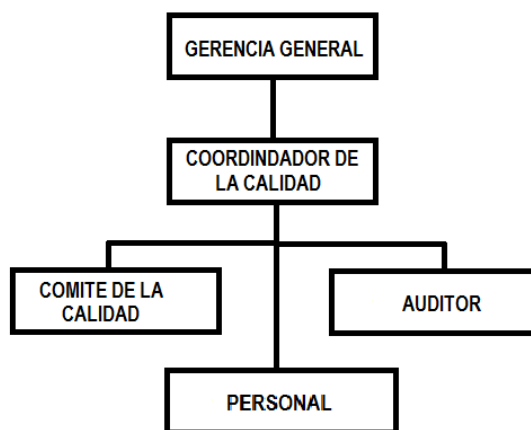 GERENCIA GENERAL
COORDINDADOR DE
LA CALIDAD
COMITE DE LA
CALIDAD
AUDITOR
PERSONAL